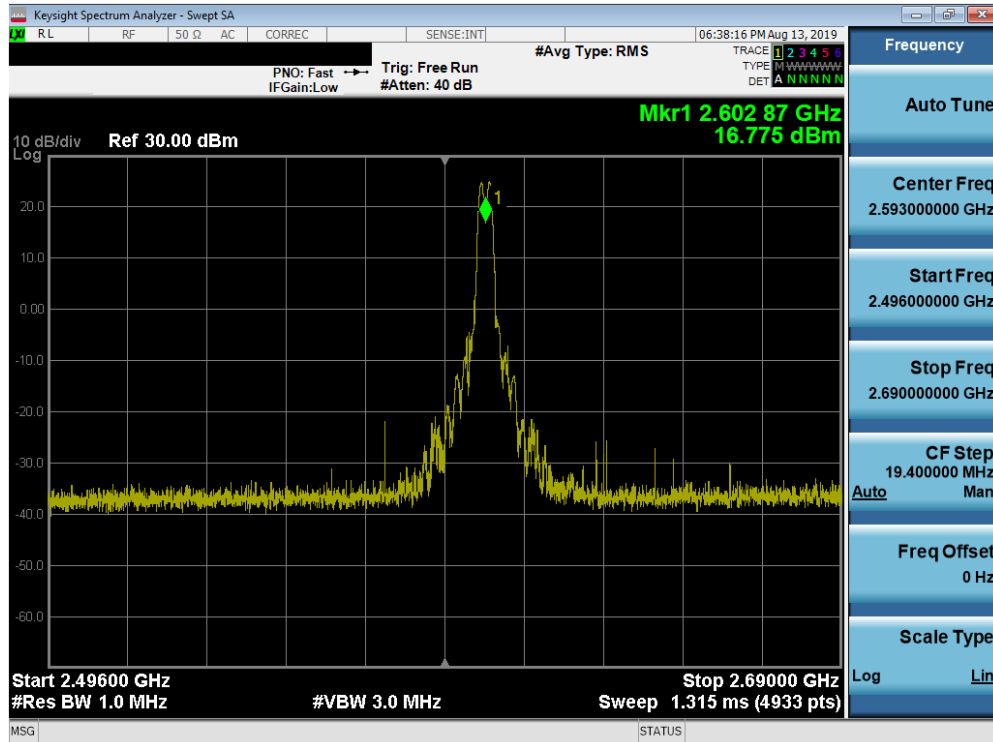 Keysight Spectrum Analyzer - Swept SA
LXI RL RF 50 Ω AC CORREC SENSE:INT 06:38:16 PM Aug 13, 2019
#Avg Type: RMS TRACE 1 2 3 4 5 6
PNO: Fast Trig: Free Run TYPE M WWWWW
IFGain:Low #Atten: 40 dB DET A N N N N N
Mkr1 2.602 87 GHz
16.775 dBm
10 dB/div Ref 30.00 dBm
Log
1
20.0
10.0
0.00
-10.0
-20.0
-30.0
-40.0
-50.0
-60.0
Start 2.49600 GHz Stop 2.69000 GHz
#Res BW 1.0 MHz #VBW 3.0 MHz Sweep 1.315 ms (4933 pts)
MSG STATUS
Frequency
Auto Tune
Center Freq
2.593000000 GHz
Start Freq
2.496000000 GHz
Stop Freq
2.690000000 GHz
CF Step
19.400000 MHz
Auto Man
Freq Offset
0 Hz
Scale Type
Log Lin